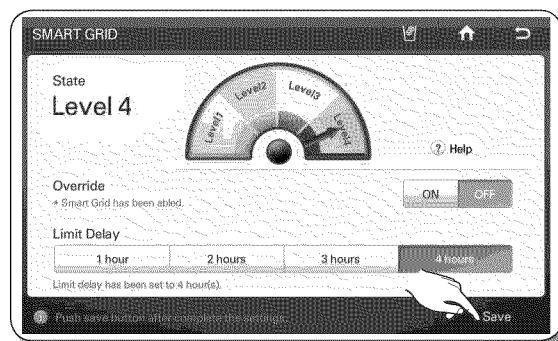 SMART GRID
State
Level 4
Level1
Level2
Level3
Level4
? Help
Override
* Smart Grid has been abled.
ON OFF
Limit Delay
1 hour 2 hours 3 hours 4 hours
Limit delay has been set to 4 hour(s).
Push save button after complete the settings.
Save